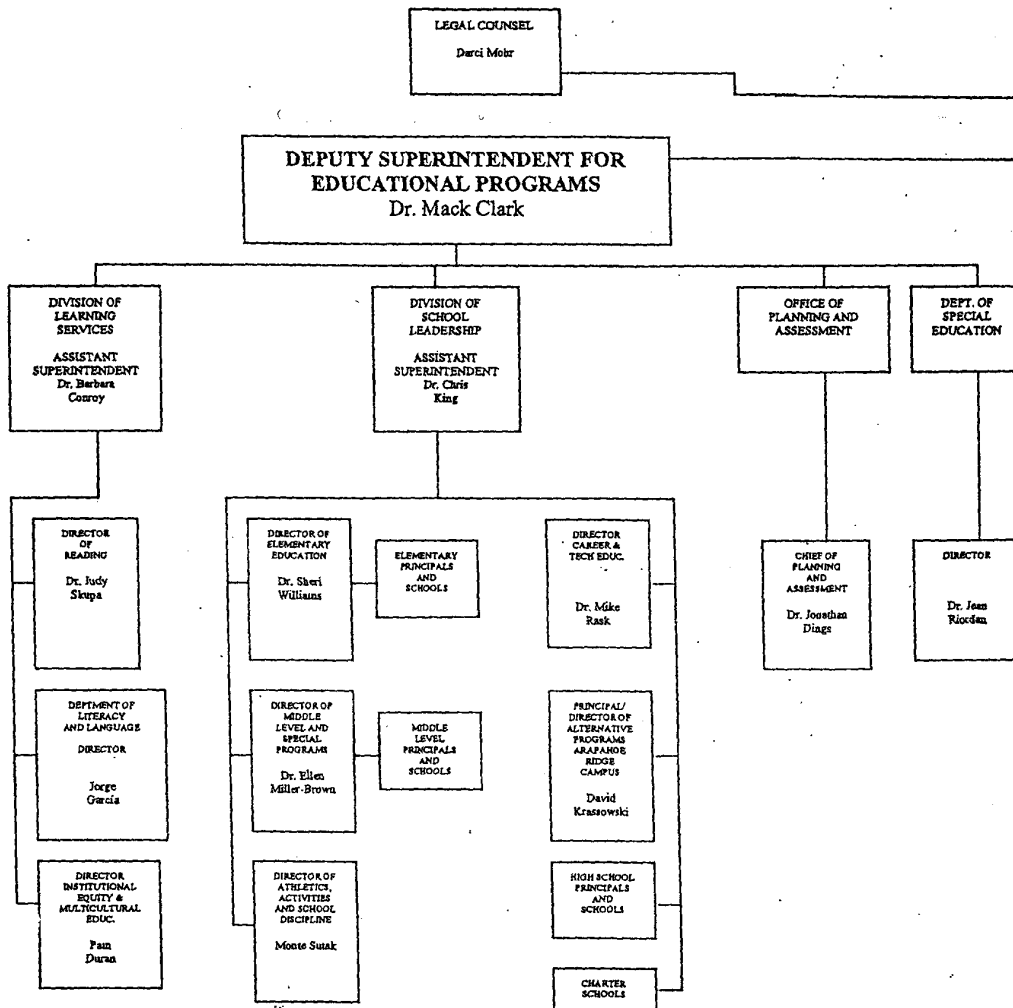 LEGAL COUNSEL
Darci Mohr
DEPUTY SUPERINTENDENT FOR
EDUCATIONAL PROGRAMS
Dr. Mack Clark
DIVISION OF
LEARNING
SERVICES
ASSISTANT
SUPERINTENDENT
Dr. Barbara
Conroy
DIVISION OF
SCHOOL
LEADERSHIP
ASSISTANT
SUPERINTENDENT
Dr. Chris
King
OFFICE OF
PLANNING AND
ASSESSMENT
DEPT. OF
SPECIAL
EDUCATION
DIRECTOR
OF
READING
Dr. Judy
Skupa
DIRECTOR OF
ELEMENTARY
EDUCATION
Dr. Sheri
Williams
ELEMENTARY
PRINCIPALS
AND
SCHOOLS
DIRECTOR
CAREER &
TECH EDUC.
Dr. Mike
Rask
CHIEF OF
PLANNING
AND
ASSESSMENT
Dr. Jonathan
Dings
DIRECTOR
Dr. Jean
Riordan
DEPTMENT OF
LITERACY
AND LANGUAGE
DIRECTOR
Jorge
García
DIRECTOR OF
MIDDLE
LEVEL AND
SPECIAL
PROGRAMS
Dr. Ellen
Miller-Brown
MIDDLE
LEVEL
PRINCIPALS
AND
SCHOOLS
PRINCIPAL/
DIRECTOR OF
ALTERNATIVE
PROGRAMS
ARAPAHOE
RIDGE
CAMPUS
David
Krassowski
DIRECTOR
INSTITUTIONAL
EQUITY &
MULTICULTURAL
EDUC.
Pam
Duran
DIRECTOR OF
ATHLETICS,
ACTIVITIES
AND SCHOOL
DISCIPLINE
Monte Sutak
HIGH SCHOOL
PRINCIPALS
AND
SCHOOLS
CHARTER
SCHOOLS